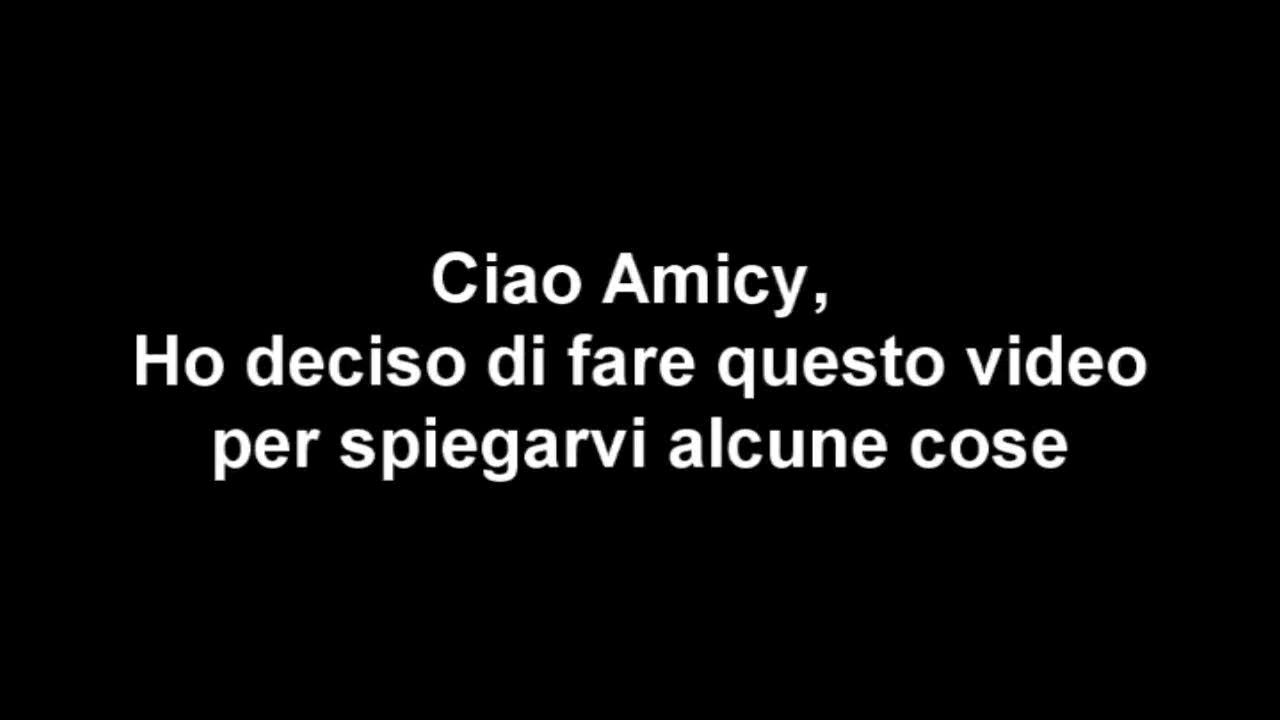 Ciao Amicy,
Ho deciso di fare questo video
per spiegarvi alcune cose